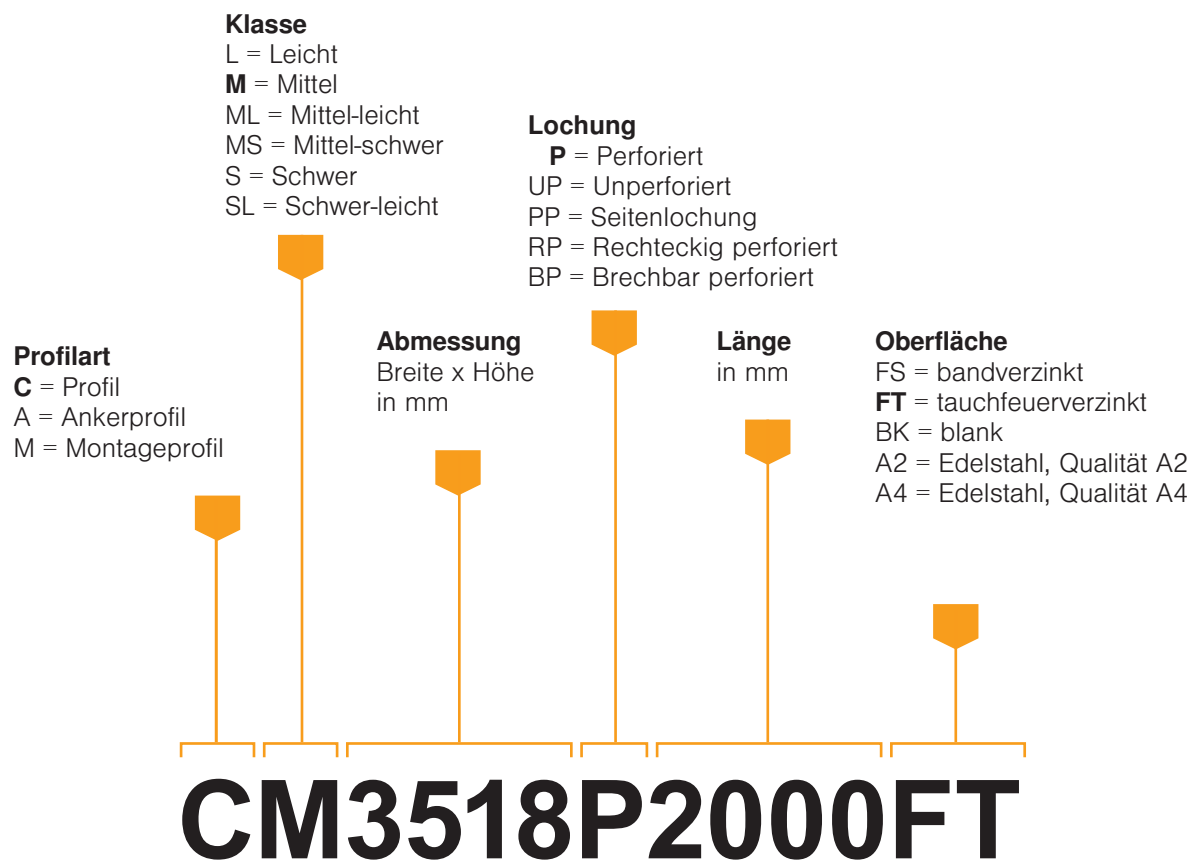 Klasse
L = Leicht
M = Mittel
ML = Mittel-leicht
MS = Mittel-schwer
S = Schwer
SL = Schwer-leicht
Lochung
P = Perforiert
UP = Unperforiert
PP = Seitenlochung
RP = Rechteckig perforiert
BP = Brechbar perforiert
Profilart
C = Profil
A = Ankerprofil
M = Montageprofil
Abmessung
Breite x Höhe
in mm
Länge
in mm
Oberfläche
FS = bandverzinkt
FT = tauchfeuerverzinkt
BK = blank
A2 = Edelstahl, Qualität A2
A4 = Edelstahl, Qualität A4
CM3518P2000FT